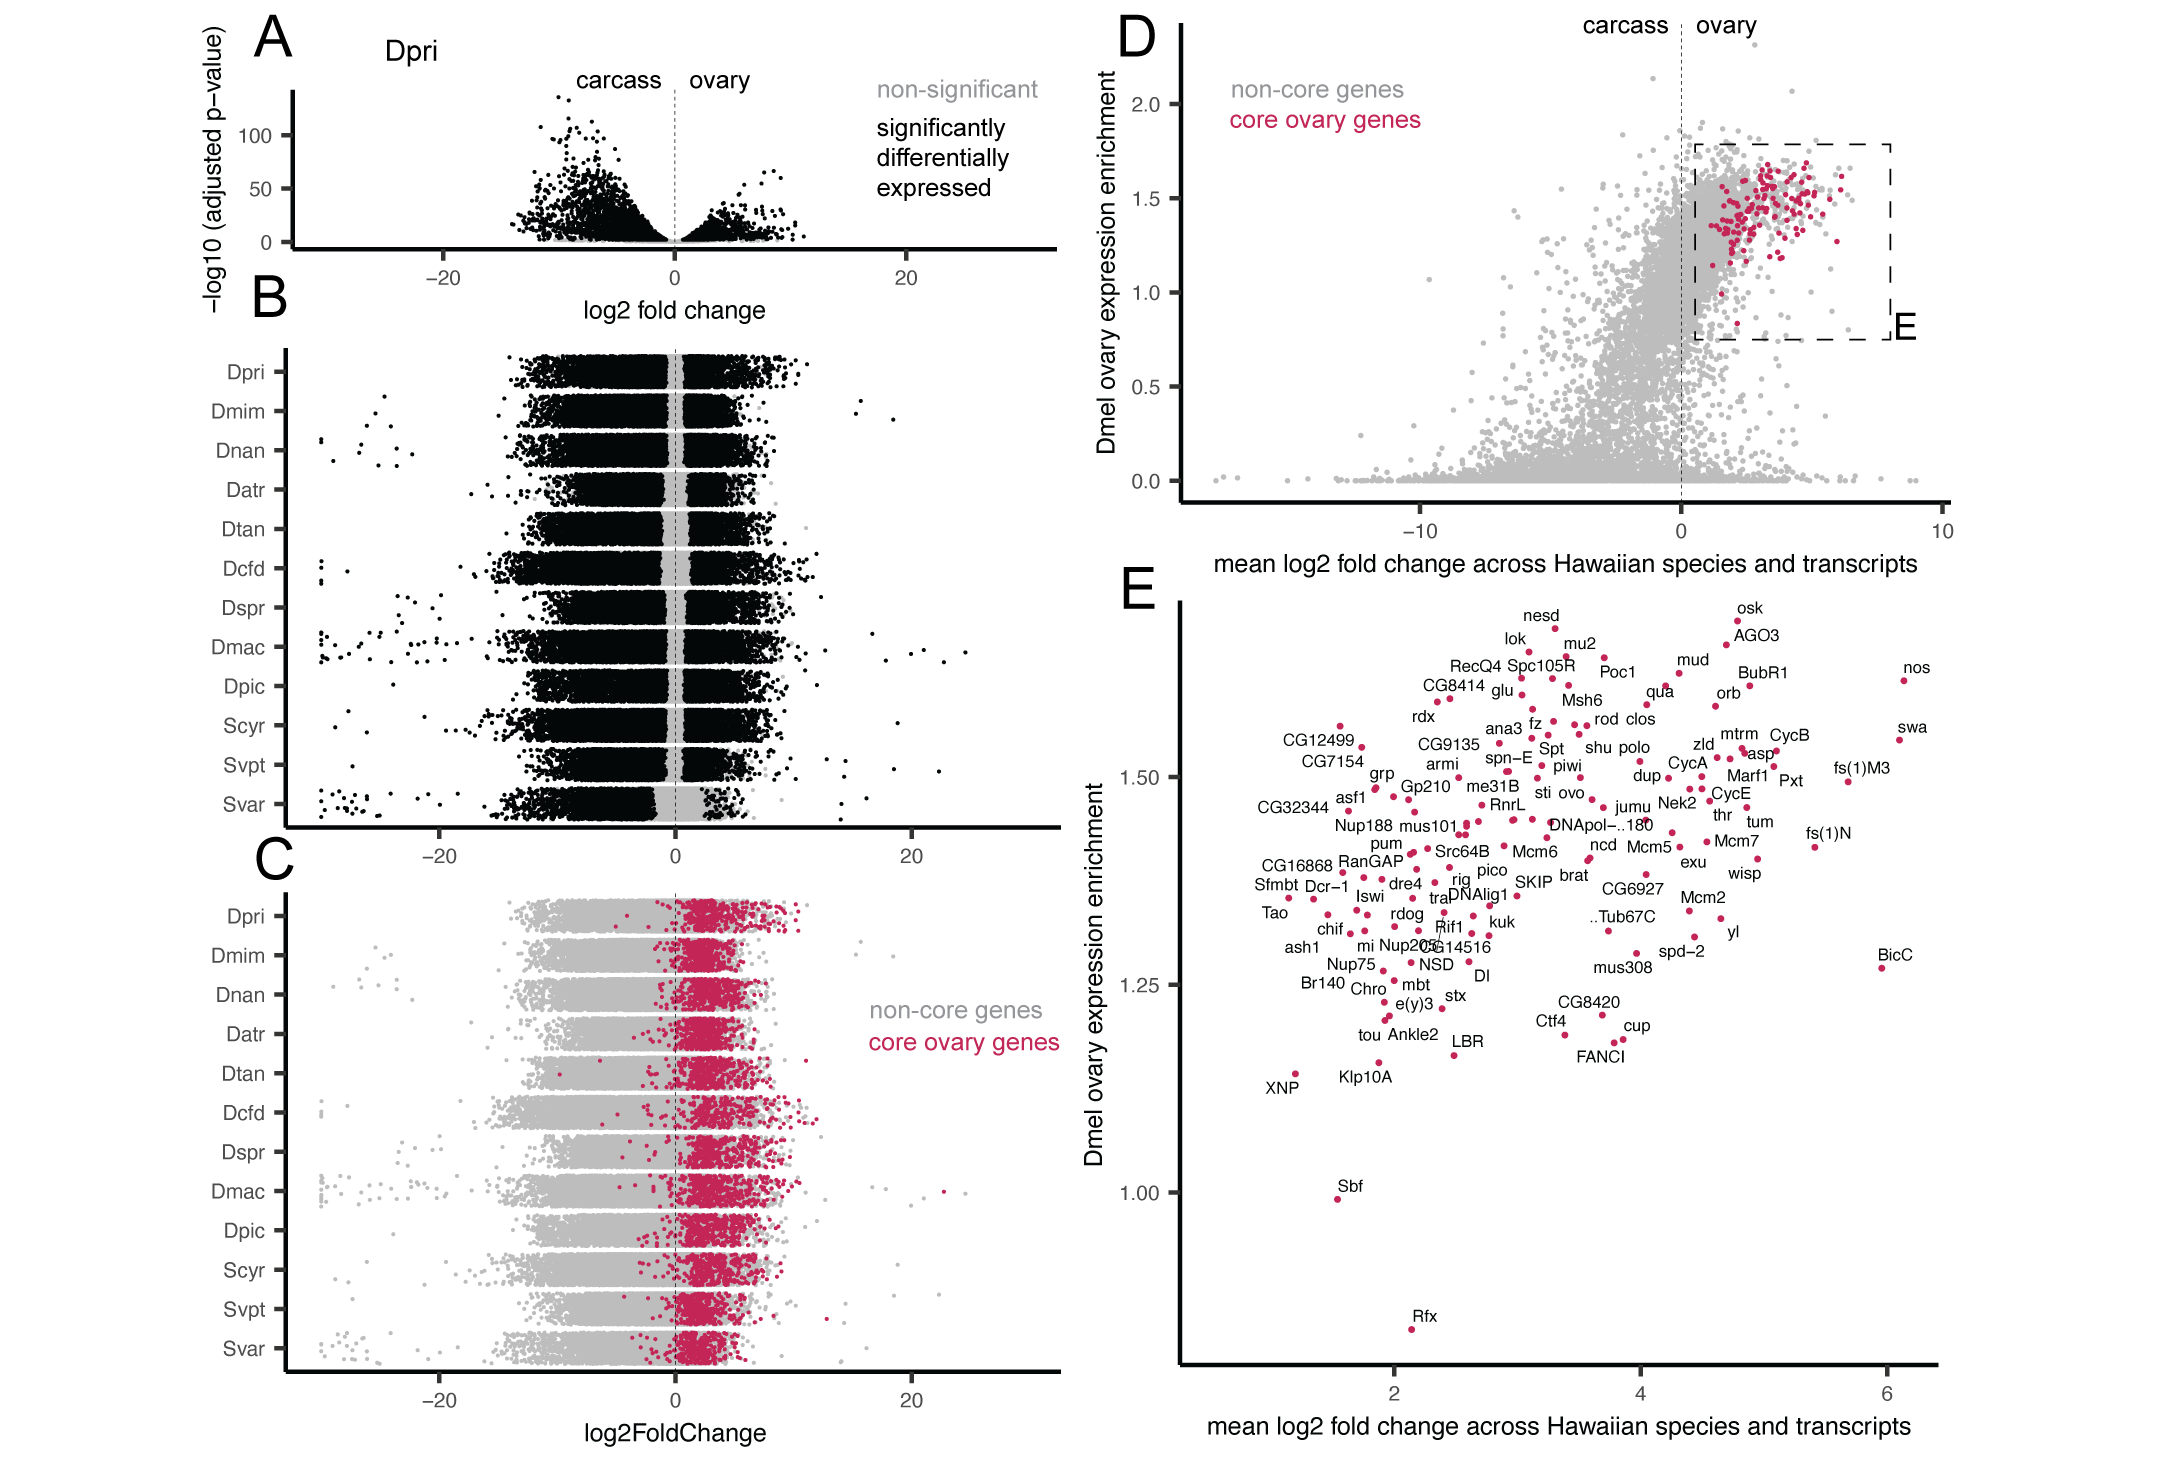 A
Dpri
carcass
ovary
non-significant
significantly
differentially
expressed
−log10 (adjusted p−value)
100
50
0
−20
0
20
log2 fold change
B
Dpri
Dmim
Dnan
Datr
Dtan
Dcfd
Dspr
Dmac
Dpic
Scyr
Svpt
Svar
−20
0
20
C
Dpri
Dmim
Dnan
Datr
Dtan
Dcfd
Dspr
Dmac
Dpic
Scyr
Svpt
Svar
non-core genes
core ovary genes
−20
0
20
log2FoldChange
D
carcass
ovary
non-core genes
core ovary genes
Dmel ovary expression enrichment
2.0
1.5
1.0
0.5
0.0
E
−10
0
10
mean log2 fold change across Hawaiian species and transcripts
E
Dmel ovary expression enrichment
1.50
1.25
1.00
osk
nesd
AGO3
lok
mu2
mud
RecQ4
Spc105R
Poc1
BubR1
nos
CG8414
glu
Msh6
qua
orb
rdx
ana3
fz
rod
clos
swa
CG12499
CG9135
Spt
shu
polo
zld
mtrm
CycB
CG7154
armi
spn−E
piwi
asp
grp
dup
CycA
Marf1
Pxt
fs(1)M3
Gp210
me31B
sti
ovo
CG32344
asf1
RnrL
jumu
Nek2
CycE
Nup188
mus101
DNApol−..180
thr
tum
fs(1)N
pum
Src64B
Mcm6
ncd
Mcm5
Mcm7
CG16868
RanGAP
pico
brat
exu
wisp
Sfmbt
Dcr−1
dre4
rig
SKIP
CG6927
Iswi
tral
DNAlig1
Mcm2
Tao
rdog
..Tub67C
chif
Rif1
kuk
yl
ash1
mi
Nup205
CG14516
spd−2
BicC
Nup75
NSD
Dl
mus308
Br140
Chro
mbt
e(y)3
stx
CG8420
tou
Ankle2
Ctf4
cup
LBR
FANCI
XNP
Klp10A
Sbf
Rfx
2
4
6
mean log2 fold change across Hawaiian species and transcripts